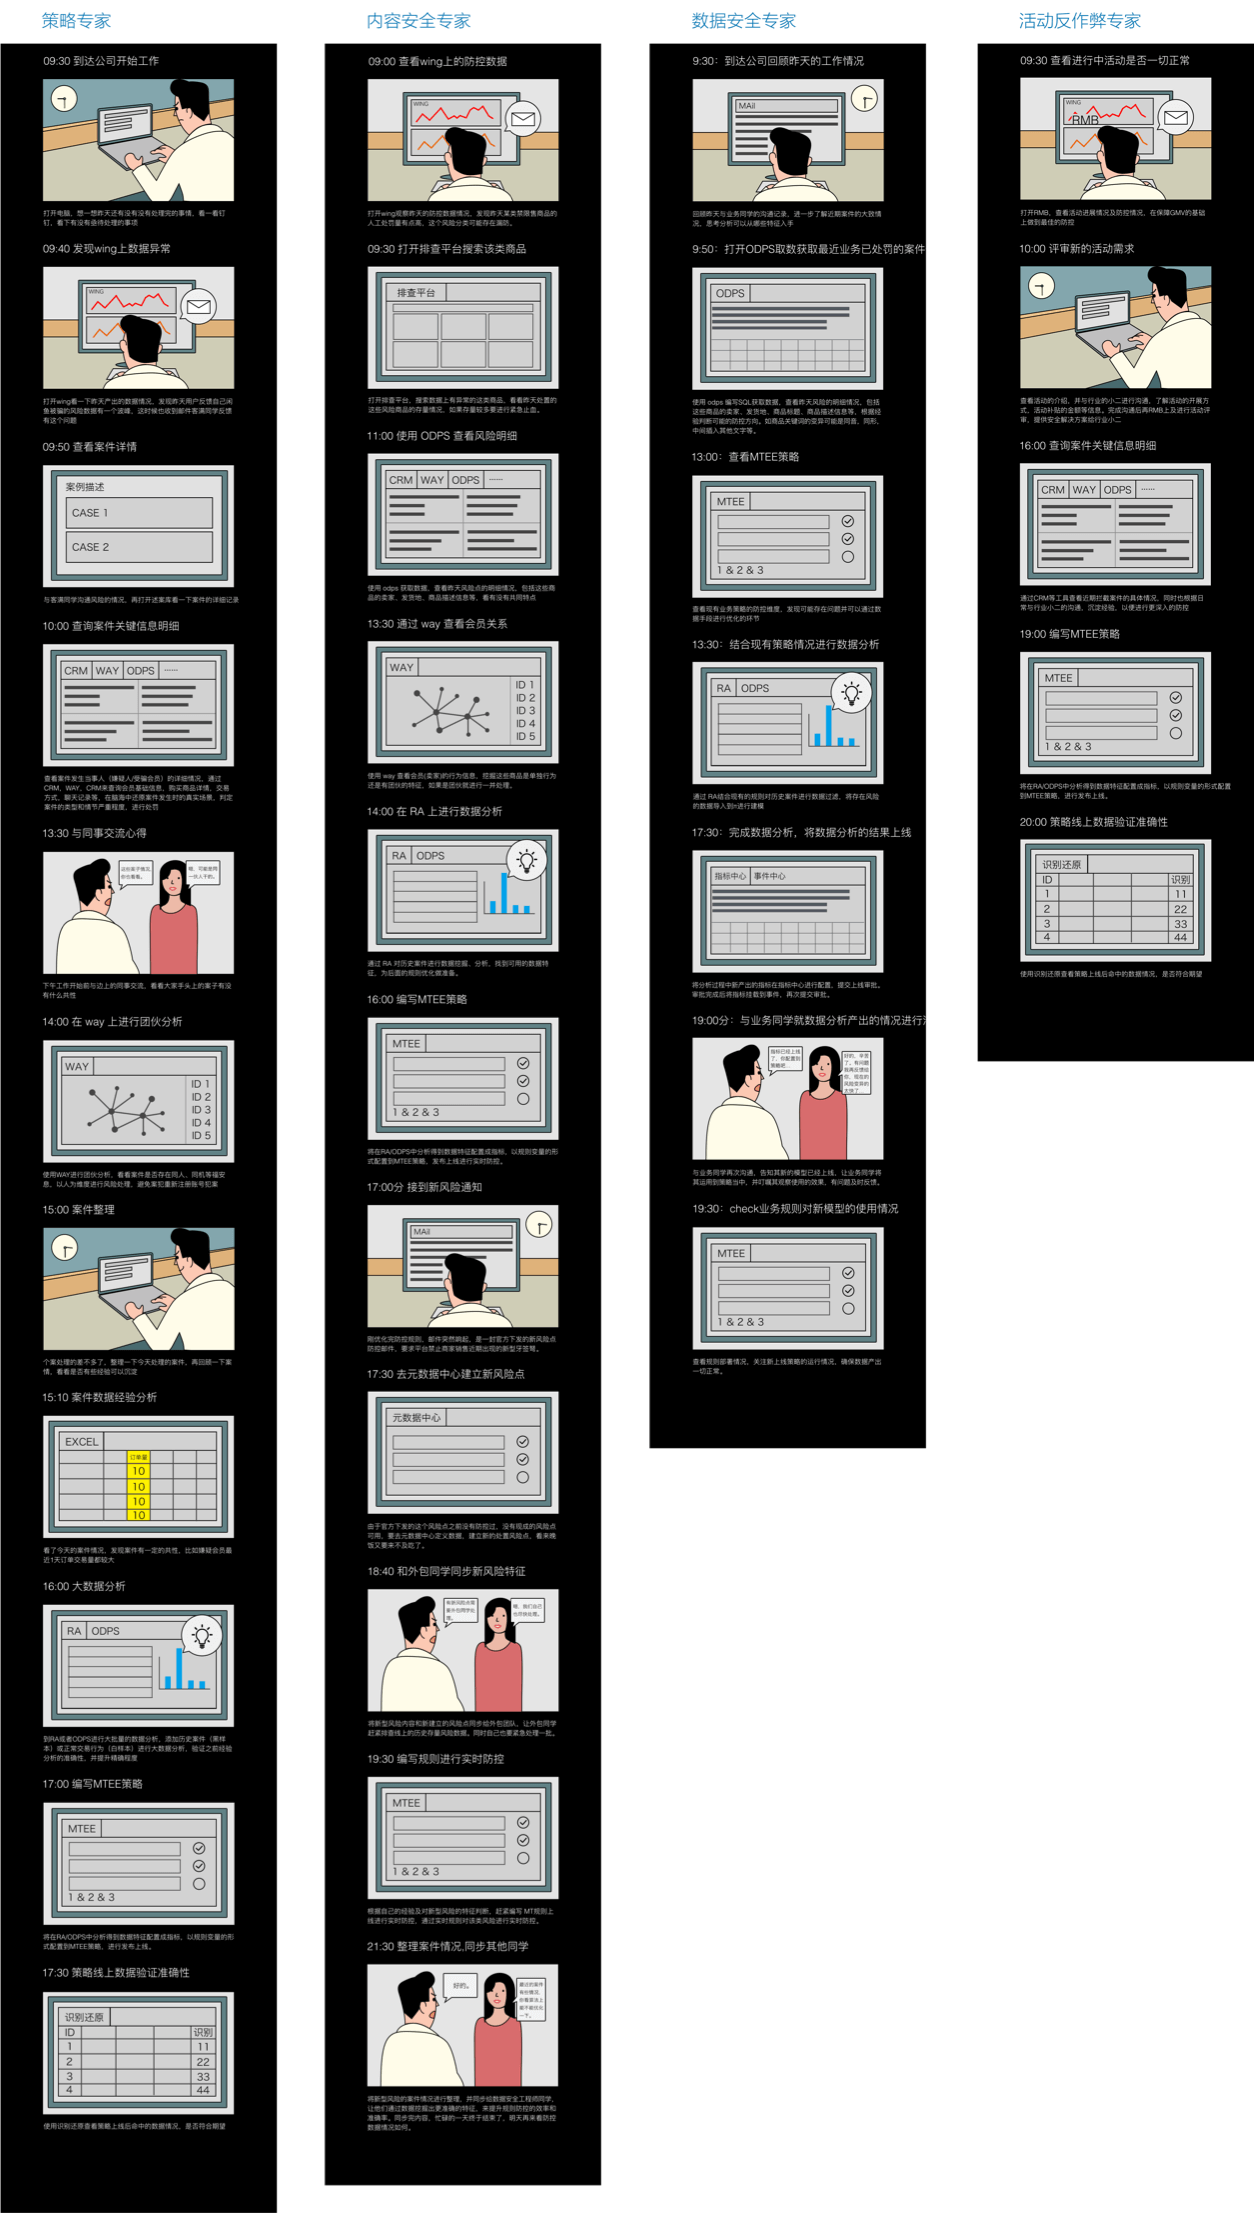 策略专家
09:30 到达公司开始工作
打开电脑，想一想昨天还有没有没有处理完的事情，看一看钉
钉，看下有没有亟待处理的事项
09:40 发现wing上数据异常
WING
打开wing看一下昨天产出的数据情况，发现昨天用户反馈自己闲
鱼被骗的风险数据有一个波峰，这时候也收到邮件客满同学反馈
有这个问题
09:50 查看案件详情
案例描述
CASE 1
CASE 2
与客满同学沟通风险的情况，再打开述案库看一下案件的详细记录
10:00 查询案件关键信息明细
CRM WAY ODPS ······
查看案件发生当事人（嫌疑人/受骗会员）的详细情况，通过
CRM，WAY，CRM来查询会员基础信息，购买商品详情，交易
方式，聊天记录等，在脑海中还原案件发生时的真实场景，判定
案件的类型和情节严重程度，进行处罚
13:30 与同事交流心得
下午工作开始前与边上的同事交流，看看大家手头上的案子有没
有什么共性
14:00 在 way 上进行团伙分析
WAY
ID 1
ID 2
ID 3
ID 4
ID 5
使用WAY进行团伙分析，看看案件是否存在同人，同机等强安
息，以人为维度进行风险处理，避免案犯重新注册账号犯案
15:00 案件整理
个案处理的差不多了，整理一下今天处理的案件，再回顾一下案
情，看看是否有些经验可以沉淀
15:10 案件数据经验分析
EXCEL
订单量
10
10
10
10
看了今天的案件情况，发现案件有一定的共性，比如嫌疑会员最
近1天订单交易量都较大
16:00 大数据分析
RA ODPS
到RA或者ODPS进行大批量的数据分析，添加历史案件（黑样
本）或正常交易行为（白样本）进行大数据分析，验证之前经验
分析的准确性，并提升精确程度
17:00 编写MTEE策略
MTEE
1 & 2 & 3
将在RA/ODPS中分析得到数据特征配置成指标，以规则变量的形
式配置到MTEE策略，进行发布上线。
17:30 策略线上数据验证准确性
识别还原
ID 识别
1 11
2 22
3 33
4 44
使用识别还原查看策略上线后命中的数据情况，是否符合期望
内容安全专家
09:00 查看wing上的防控数据
WING
打开wing观察昨天的防控数据情况，发现昨天某类禁限售商品的
人工处罚量有点高，这个风险分类可能存在漏防。
09:30 打开排查平台搜索该类商品
排查平台
打开排查平台，搜索数据上有异常的这类商品，看看昨天处置的
这些风险商品的存量情况，如果存量较多要进行紧急止血。
11:00 使用 ODPS 查看风险明细
CRM WAY ODPS ······
使用 odps 获取数据，查看昨天风险点的明细情况，包括这些商
品的卖家、发货地、商品描述信息等，看有没有共同特点
13:30 通过 way 查看会员关系
WAY
ID 1
ID 2
ID 3
ID 4
ID 5
使用 way 查看会员(卖家)的行为信息，挖掘这些商品是单独行为
还是有团伙的特征，如果是团伙就进行一并处理。
14:00 在 RA 上进行数据分析
RA ODPS
通过 RA 对历史案件进行数据挖掘、分析，找到可用的数据特
征，为后面的规则优化做准备。
16:00 编写MTEE策略
MTEE
1 & 2 & 3
将在RA/ODPS中分析得到数据特征配置成指标，以规则变量的形
式配置到MTEE策略，发布上线进行实时防控。
17:00分 接到新风险通知
MAil
刚优化完防控规则，邮件突然响起，是一封官方下发的新风险点
防控邮件，要求平台禁止商家销售近期出现的新型牙签弩。
17:30 去元数据中心建立新风险点
元数据中心
由于官方下发的这个风险点之前没有防控过，没有现成的风险点
可用，要去元数据中心定义数据，建立新的处置风险点，看来晚
饭又要来不及吃了。
18:40 和外包同学同步新风险特征
将新型风险内容和新建立的风险点同步给外包团队，让外包同学
赶紧排查线上的历史存量风险数据。同时自己也要紧急处理一批。
19:30 编写规则进行实时防控
MTEE
1 & 2 & 3
根据自己的经验及对新型风险的特征判断，赶紧编写 MT规则上
线进行实时防控，通过实时规则对该类风险进行实时防控。
21:30 整理案件情况,同步其他同学
好的。
将新型风险的案件情况进行整理，并同步给数据安全工程师同学，
让他们通过数据挖掘出更准确的特征，来提升规则防控的效率和
准确率。同步完内容，忙碌的一天终于结束了，明天再来看防控
数据情况如何。
数据安全专家
9:30：到达公司回顾昨天的工作情况
MAil
回顾昨天与业务同学的沟通记录，进一步了解近期案件的大致情
况，思考分析可以从哪些特征入手
9:50：打开ODPS取数获取最近业务已处罚的案件
ODPS
使用 odps 编写SQL获取数据，查看昨天风险的明细情况，包括
这些商品的卖家、发货地、商品标题、商品描述信息等，根据经
验判断可能的防控方向。如商品关键词的变异可能是同音、同形、
中间插入其他文字等。
13:00：查看MTEE策略
MTEE
1 & 2 & 3
查看现有业务策略的防控维度，发现可能存在问题并可以通过数
据手段进行优化的环节
13:30：结合现有策略情况进行数据分析
RA ODPS
通过 RA结合现有的规则对历史案件进行数据过滤，将存在风险
的数据导入到π进行建模
17:30：完成数据分析，将数据分析的结果上线
指标中心 事件中心
将分析过程中新产出的指标在指标中心进行配置，提交上线审批。
审批完成后将指标挂载到事件，再次提交审批。
19:00分：与业务同学就数据分析产出的情况进行
与业务同学再次沟通，告知其新的模型已经上线，让业务同学将
其运用到策略当中，并叮嘱其观察使用的效果，有问题及时反馈。
19:30：check业务规则对新模型的使用情况
MTEE
1 & 2 & 3
查看规则部署情况，关注新上线策略的运行情况，确保数据产出
一切正常。
活动反作弊专家
09:30 查看进行中活动是否一切正常
WING
RMB
打开RMB，查看活动进展情况及防控情况，在保障GMV的基础
上做到最佳的防控
10:00 评审新的活动需求
查看活动的介绍，并与行业的小二进行沟通，了解活动的开展方
式，活动补贴的金额等信息。完成沟通后再RMB上及进行活动评
审，提供安全解决方案给行业小二
16:00 查询案件关键信息明细
CRM WAY ODPS ······
通过CRM等工具查看近期拦截案件的具体情况，同时也根据日
常与行业小二的沟通，沉淀经验，以便进行更深入的防控
19:00 编写MTEE策略
MTEE
1 & 2 & 3
将在RA/ODPS中分析得到数据特征配置成指标，以规则变量的形式配置
到MTEE策略，进行发布上线。
20:00 策略线上数据验证准确性
识别还原
ID 识别
1 11
2 22
3 33
4 44
使用识别还原查看策略上线后命中的数据情况，是否符合期望